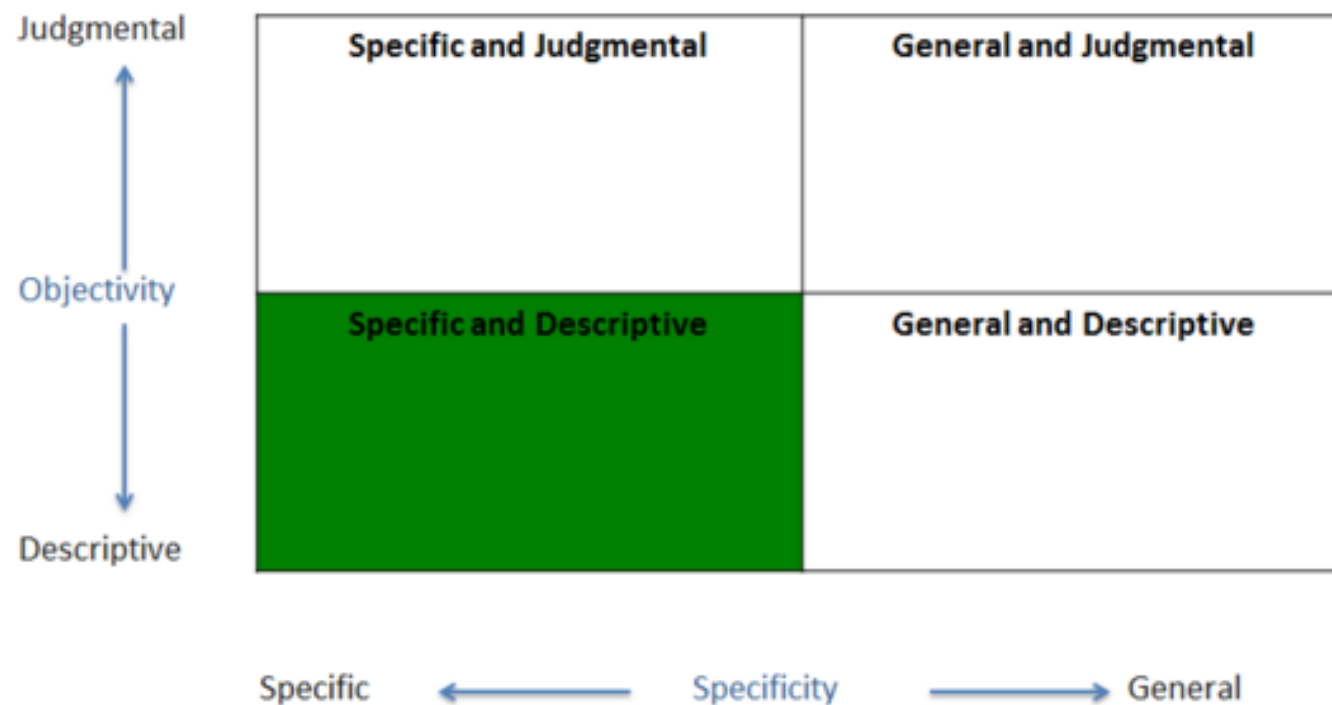 Judgmental
Specific and Judgmental
General and Judgmental
Objectivity
Specific and Descriptive
General and Descriptive
Descriptive
Specific
Specificity
General